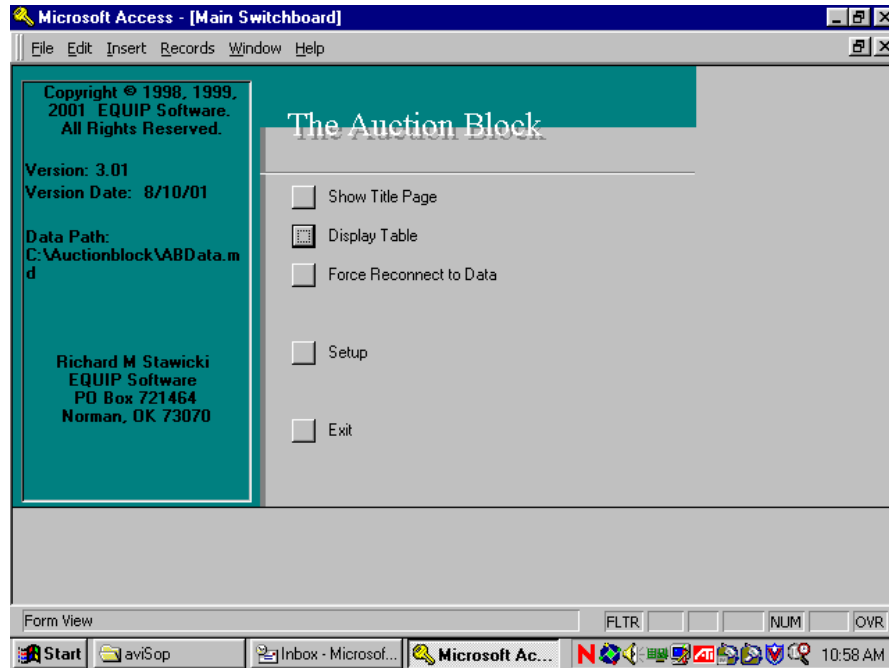 Microsoft Access - [Main Switchboard]
File Edit Insert Records Window Help
Copyright © 1998, 1999,
2001 EQUIP Software.
All Rights Reserved.
Version: 3.01
Version Date: 8/10/01
Data Path:
C:\Auctionblock\ABData.m
d
Richard M Stawicki
EQUIP Software
PO Box 721464
Norman, OK 73070
The Auction Block
Show Title Page
Display Table
Force Reconnect to Data
Setup
Exit
Form View FLTR NUM OVR
Start aviSop Inbox - Microsof... Microsoft Ac... N ATI 10:58 AM